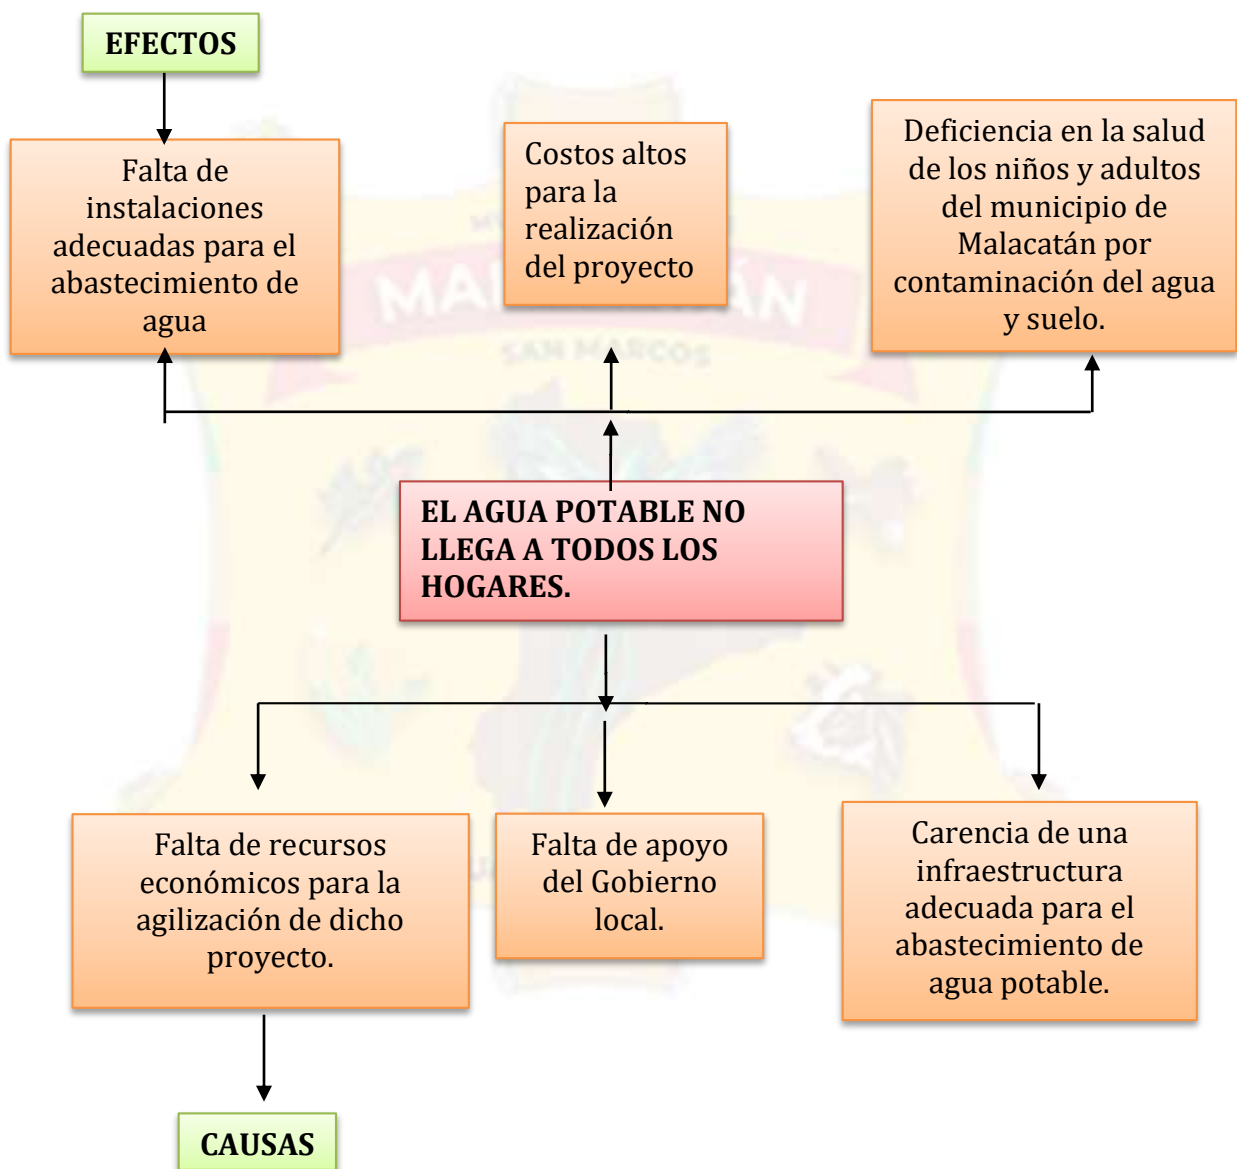 EFECTOS
Falta de
instalaciones
adecuadas para el
abastecimiento de
agua
Costos altos
para la
realización
del proyecto
Deficiencia en la salud
de los niños y adultos
del municipio de
Malacatán por
contaminación del agua
y suelo.
SAN MARCOS
EL AGUA POTABLE NO
LLEGA A TODOS LOS
HOGARES.
Falta de recursos
económicos para la
agilización de dicho
proyecto.
Falta de apoyo
del Gobierno
local.
Carencia de una
infraestructura
adecuada para el
abastecimiento de
agua potable.
CAUSAS